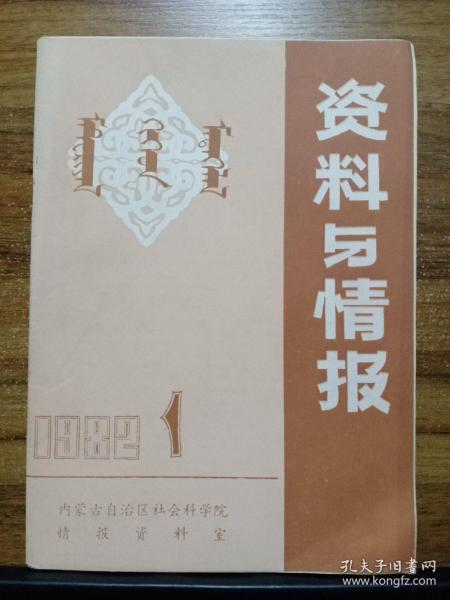 资料与情报
1982 1
内蒙古自治区社会科学院
情报资料室
孔夫子旧书网
www.kongfz.com